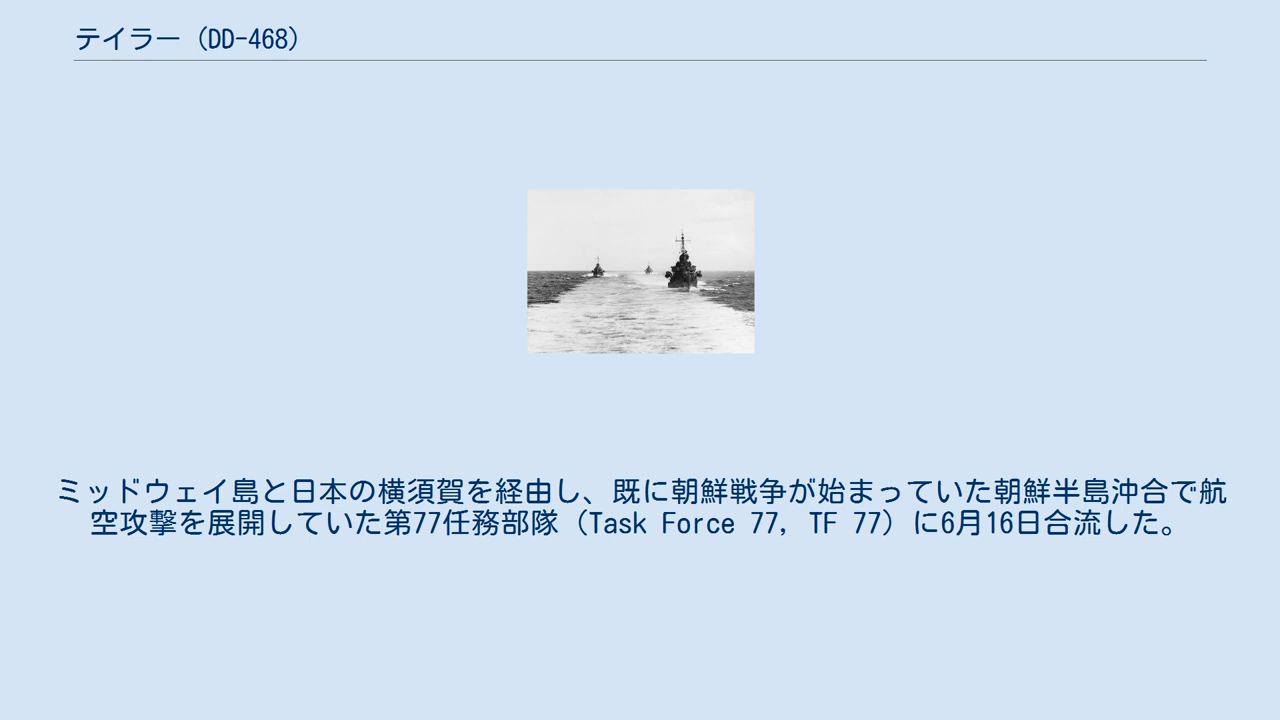 テイラー（DD-468）
ミッドウェイ島と日本の横須賀を経由し、既に朝鮮戦争が始まっていた朝鮮半島沖合で航
空攻撃を展開していた第77任務部隊（Task Force 77, TF 77）に6月16日合流した。